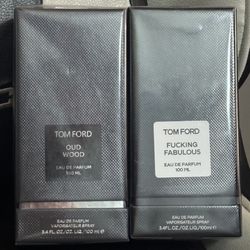 TOM FORD
OUD
WOOD
EAU DE PARFUM
100 ML
EAU DE PARFUM
VAPORISATEUR SPRAY
3.4 FL.OZ./OZ. LIQ./100 ML ℮
TOM FORD
FUCKING
FABULOUS
EAU DE PARFUM
100 ML
EAU DE PARFUM
VAPORISATEUR SPRAY
3.4FL.OZ./OZ. LIQ./100ml ℮